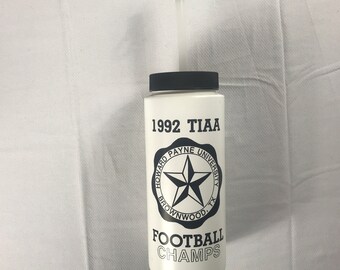 1992 TIAA
HOWARD PAYNE UNIVERSITY
BROWNWOOD, TX
FOOTBALL
CHAMPS